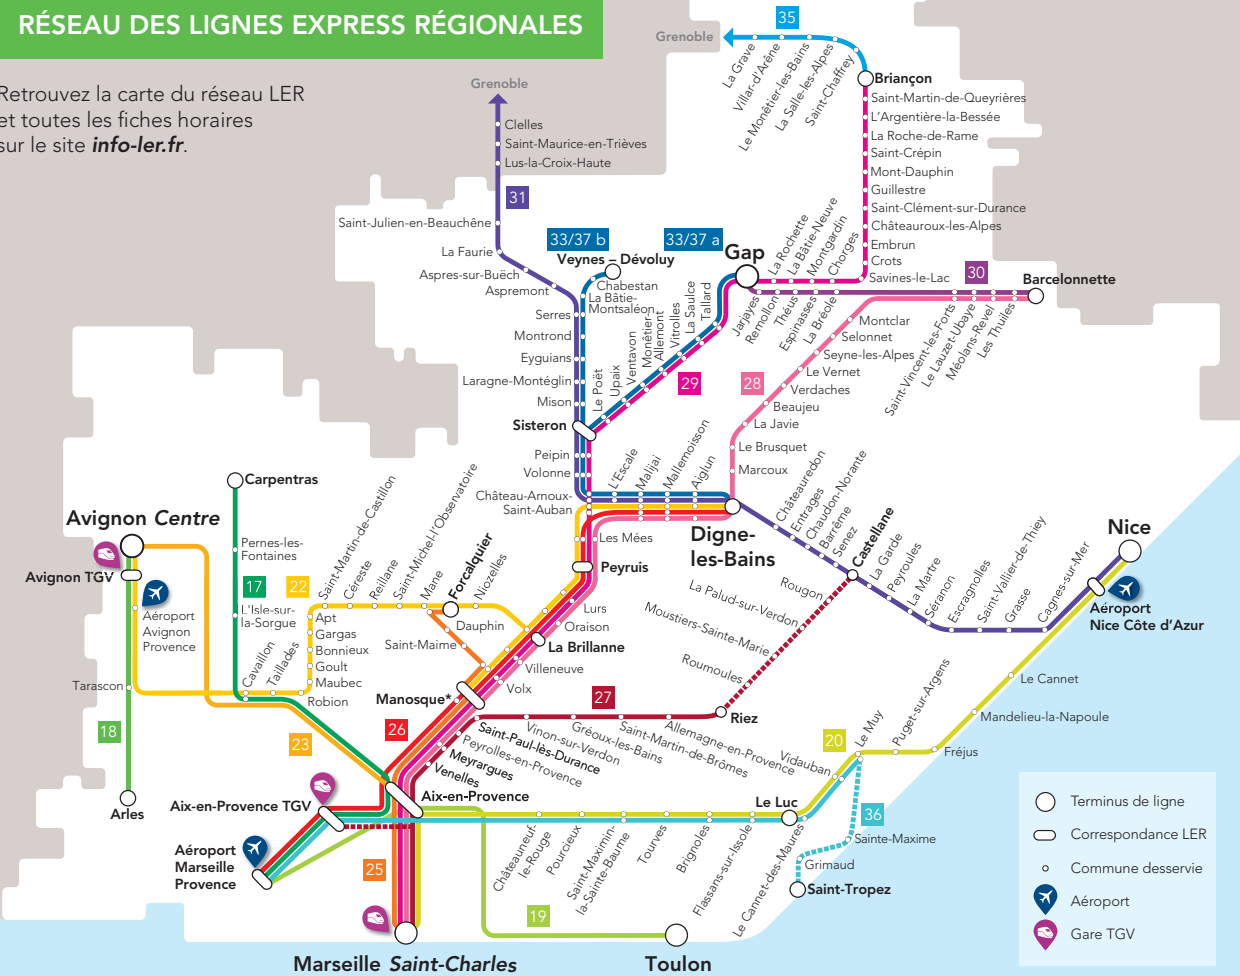 RÉSEAU DES LIGNES EXPRESS RÉGIONALES
Retrouvez la carte du réseau LER
et toutes les fiches horaires
sur le site info-ler.fr.
35
Grenoble
La Grave
Villar-d'Arêne
Le Monêtier-les-Bains
La Salle-les-Alpes
Saint-Chaffrey
Briançon
Saint-Martin-de-Queyrières
L'Argentière-la-Bessée
La Roche-de-Rame
Saint-Crépin
Mont-Dauphin
Guillestre
Saint-Clément-sur-Durance
Châteauroux-les-Alpes
Embrun
Crots
Savines-le-Lac
Grenoble
Clelles
Saint-Maurice-en-Trièves
Lus-la-Croix-Haute
31
Saint-Julien-en-Beauchêne
La Faurie
Aspres-sur-Buëch
Aspremont
Serres
Montrond
Eyguians
Laragne-Montéglin
Mison
Sisteron
Peipin
Volonne
Château-Arnoux-
Saint-Auban
33/37 b
33/37 a
Veynes – Dévoluy
Chabestan
La Bâtie-
Montsaléon
Gap
La Rochette
La Bâtie-Neuve
Montgardin
Chorges
30
Barcelonnette
Le Poët
Upaix
Ventavon
Monêtier-
Allemont
Vitrolles
La Saulce
Tallard
Jarjayes
Remollon
Théus
Espinasses
La Bréole
Saint-Vincent-les-Forts
Le Lauzet-Ubaye
Méolans-Revel
Les Thuiles
29
28
Montclar
Selonnet
Seyne-les-Alpes
Le Vernet
Verdaches
Beaujeu
La Javie
Le Brusquet
Marcoux
L'Escale
Malijai
Mallemoisson
Aiglun
Digne-
les-Bains
Châteauredon
Entrages
Chaudon-Norante
Barrême
Senez
Castellane
La Garde
Peyroules
La Martre
Séranon
Escragnolles
Saint-Vallier-de-Thiey
Grasse
Cagnes-sur-Mer
Nice
Aéroport
Nice Côte d'Azur
Carpentras
Pernes-les-
Fontaines
17
L'Isle-sur-
la-Sorgue
Cavaillon
Taillades
Avignon Centre
Avignon TGV
Aéroport
Avignon
Provence
Tarascon
18
Arles
22
Saint-Martin-de-Castillon
Céreste
Reillane
Saint-Michel-l'Observatoire
Mane
Forcalquier
Niozelles
Apt
Gargas
Bonnieux
Goult
Maubec
Robion
Dauphin
Saint-Maime
Les Mées
Peyruis
Lurs
Oraison
La Brillanne
Villeneuve
Volx
Manosque*
23
26
27
Rougon
La Palud-sur-Verdon
Moustiers-Sainte-Marie
Roumoules
Riez
Saint-Paul-lès-Durance
Peyrolles-en-Provence
Meyrargues
Venelles
Vinon-sur-Verdon
Gréoux-les-Bains
Saint-Martin-de-Brômes
Allemagne-en-Provence
Aix-en-Provence
Aix-en-Provence TGV
Aéroport
Marseille
Provence
25
Marseille Saint-Charles
19
Toulon
Châteauneuf-
le-Rouge
Pourcieux
Saint-Maximin-
la-Sainte-Baume
Tourves
Brignoles
Flassans-sur-Issole
Le Cannet-des-Maures
Le Luc
20
Vidauban
Le Muy
Puget-sur-Argens
Fréjus
Mandelieu-la-Napoule
Le Cannet
36
Sainte-Maxime
Grimaud
Saint-Tropez
Terminus de ligne
Correspondance LER
Commune desservie
Aéroport
Gare TGV